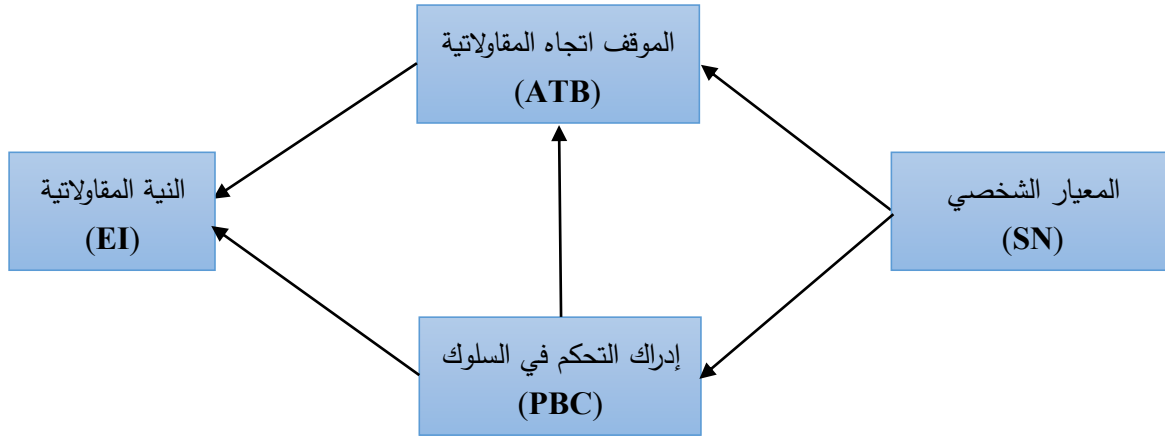 الموقف اتجاه المقاولاتية
(ATB)
المعيار الشخصي
(SN)
النية المقاولاتية
(EI)
إدراك التحكم في السلوك
(PBC)